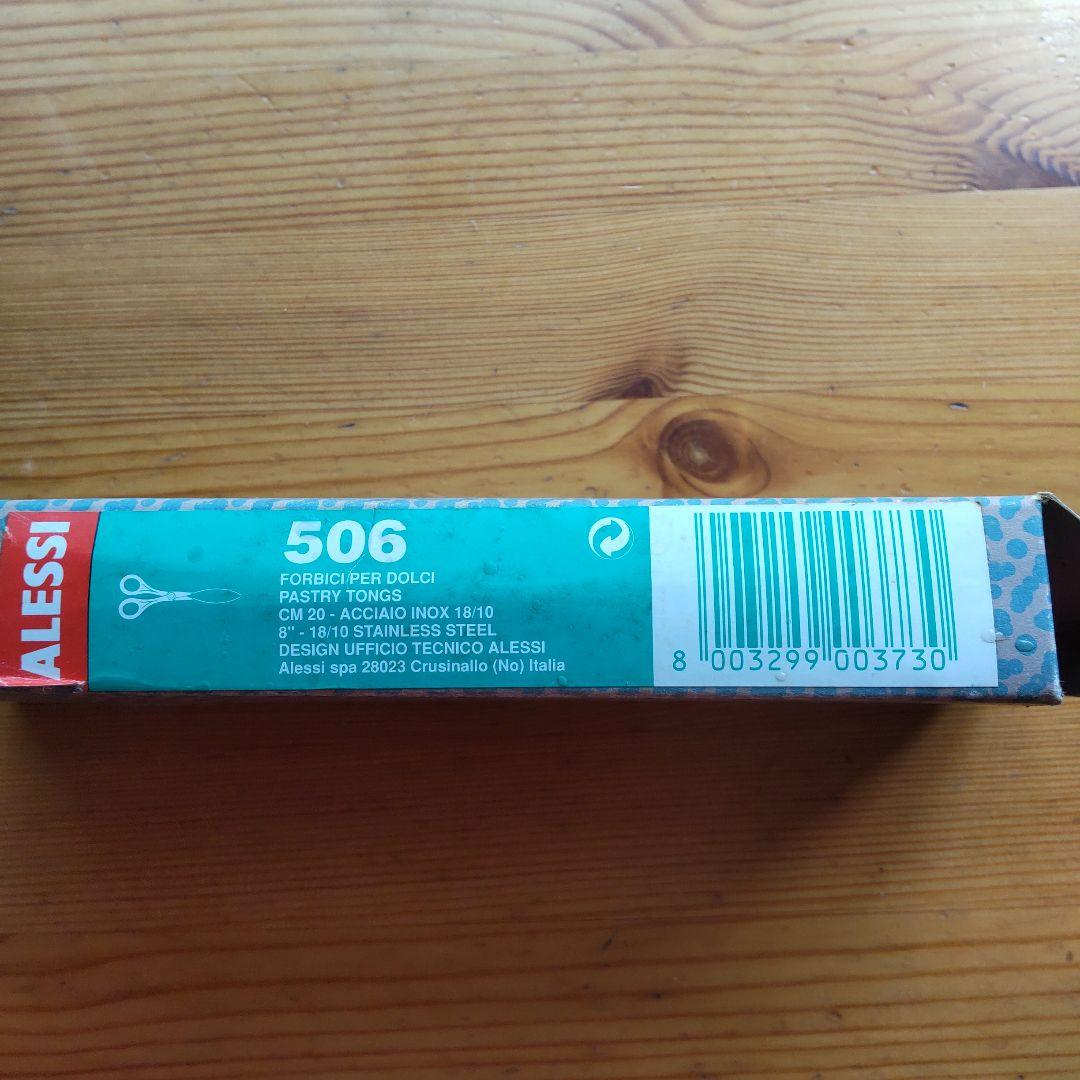 ALESSI
506
FORBICI PER DOLCI
PASTRY TONGS
CM 20 - ACCIAIO INOX 18/10
8" - 18/10 STAINLESS STEEL
DESIGN UFFICIO TECNICO ALESSI
Alessi spa 28023 Crusinallo (No) Italia
8 003299 003730